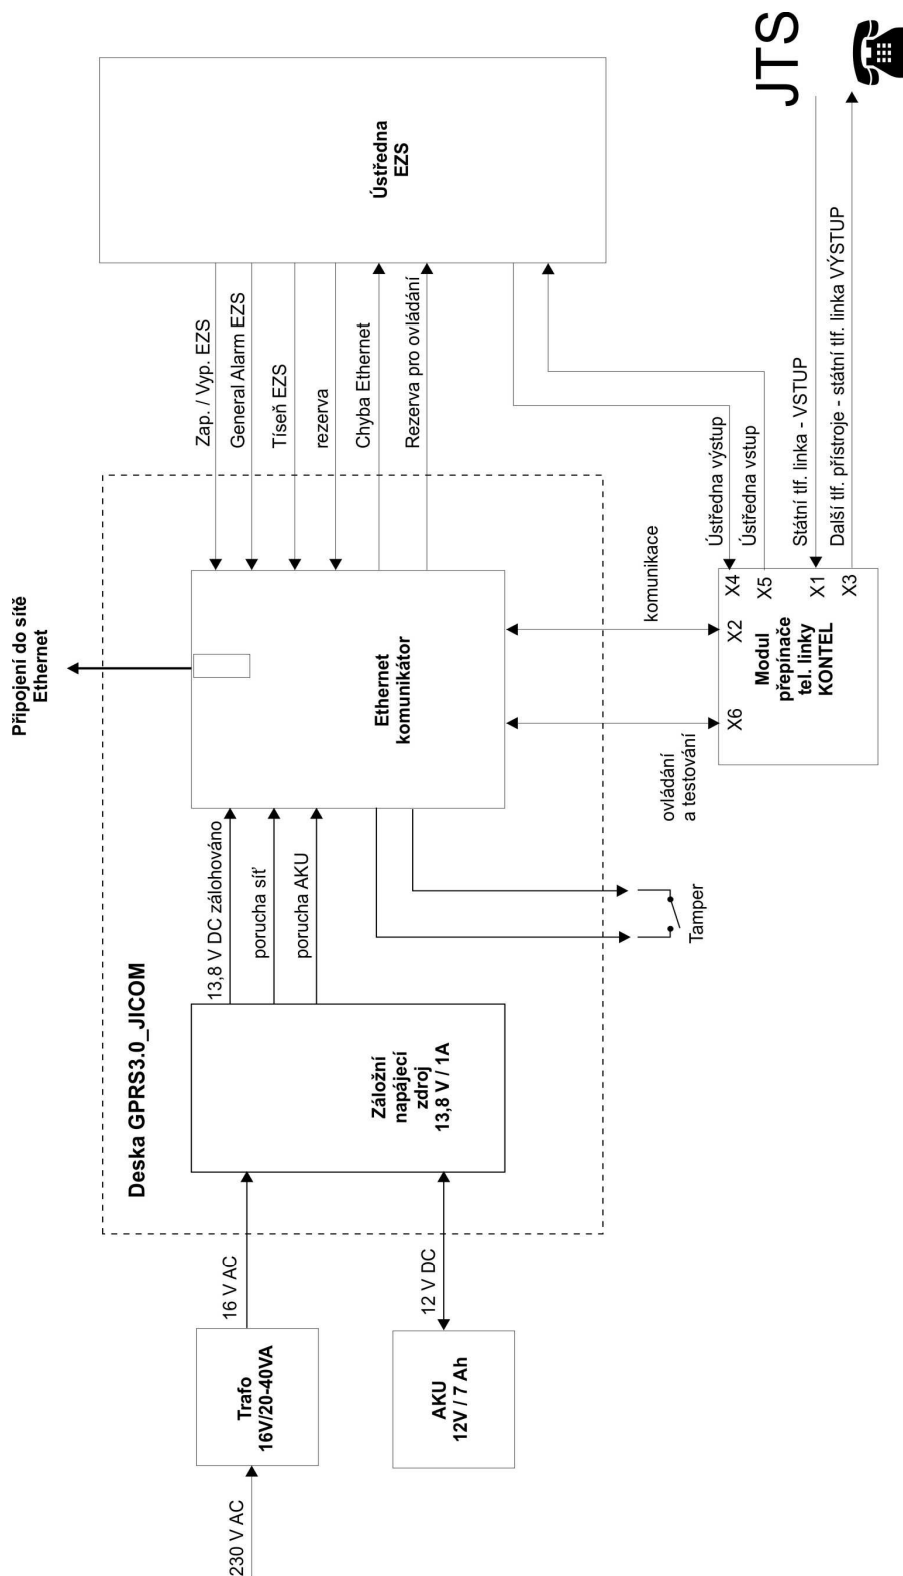 Připojení do sítě
Ethernet
Deska GPRS3.0_JICOM
230 V AC
Trafo
16V/20-40VA
16 V AC
AKU
12V / 7 Ah
12 V DC
Záložní
napájecí
zdroj
13,8 V / 1A
13,8 V DC zálohováno
porucha síť
porucha AKU
Ethernet
komunikátor
Zap. / Vyp. EZS
General Alarm EZS
Tíseň EZS
rezerva
Chyba Ethernet
Rezerva pro ovládání
Ústředna
EZS
Tamper
ovládání
a testování
komunikace
Ústředna výstup
Ústředna vstup
Státní tlf. linka - VSTUP
Další tlf. přístroje - státní tlf. linka VÝSTUP
X6
X2
X4
X5
X1
X3
Modul
přepínače
tel. linky
KONTEL
JTS